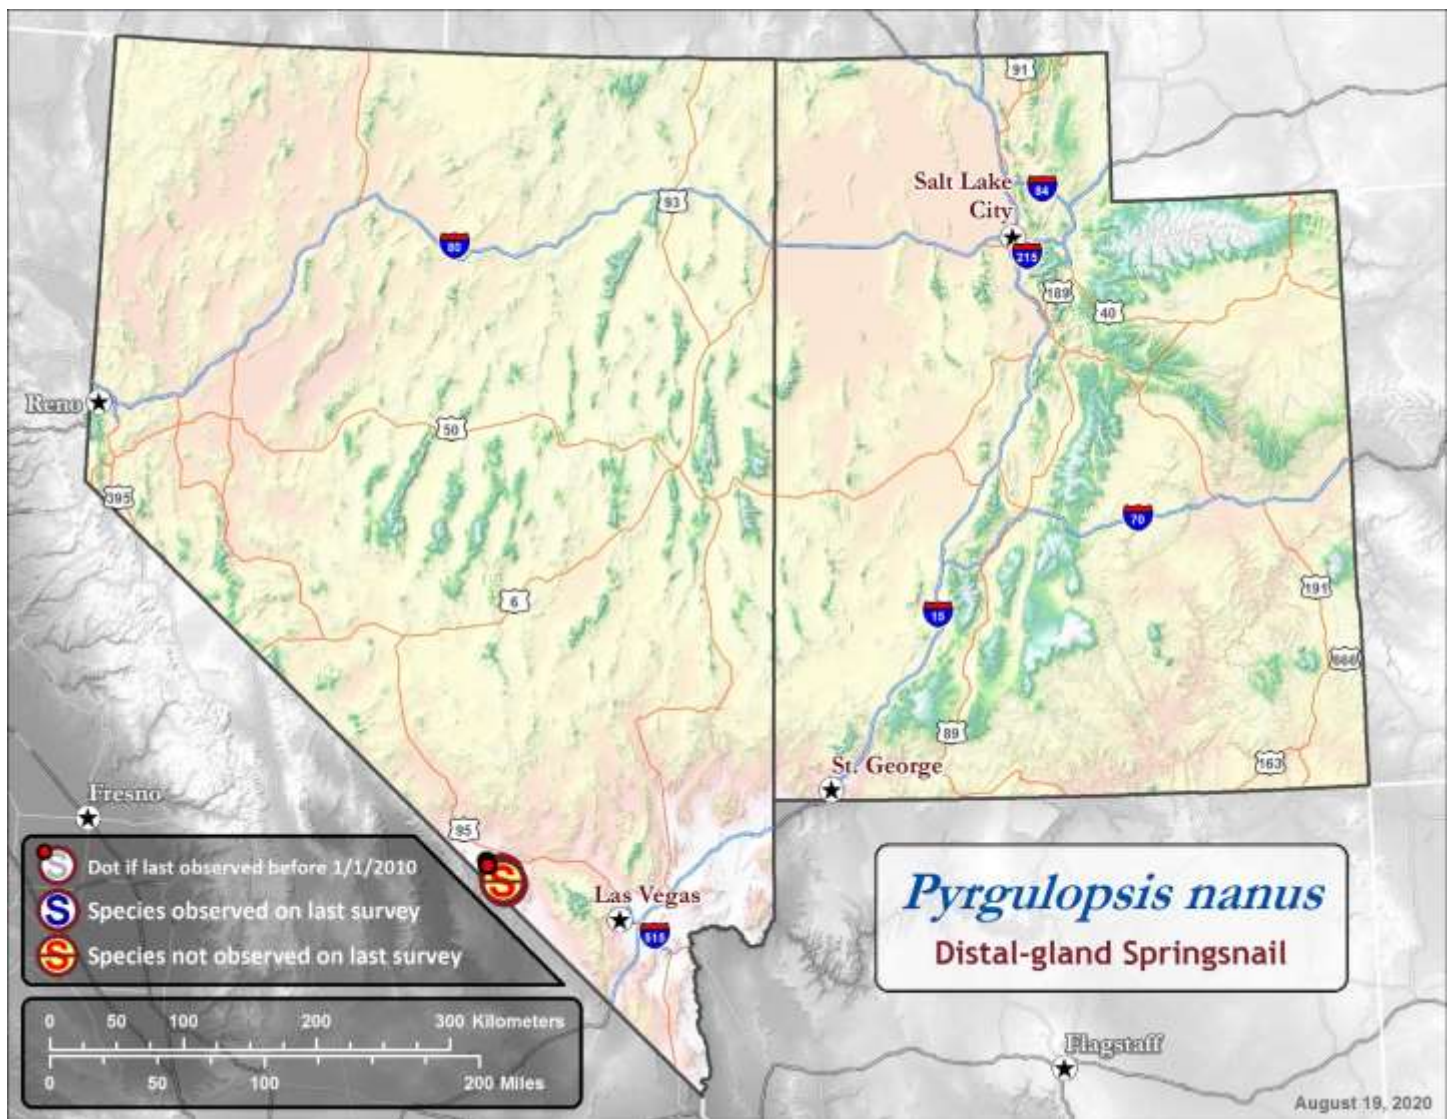 91
84
Salt Lake
City
93
80
215
189
40
Reno
50
395
70
6
191
15
666
89
163
St. George
Fresno
95
Las Vegas
515
S Dot if last observed before 1/1/2010
S Species observed on last survey
S Species not observed on last survey
S
Pyrgulopsis nanus
Distal-gland Springsnail
0 50 100 200 300 Kilometers
0 50 100 200 Miles
Flagstaff
August 19, 2020